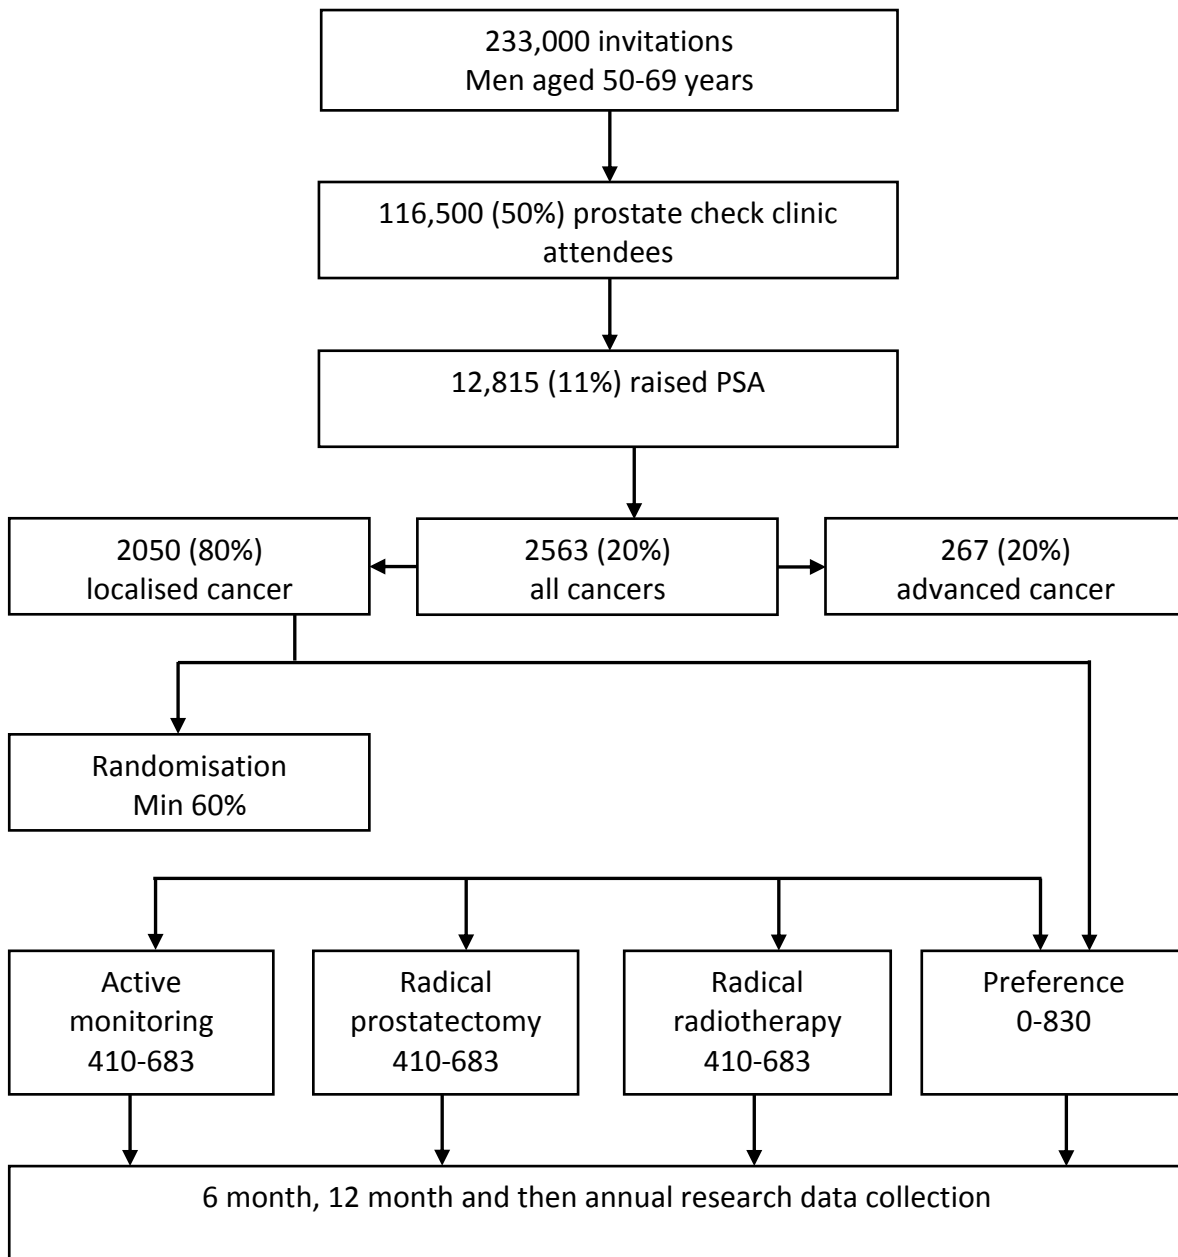 233,000 invitations
Men aged 50-69 years
116,500 (50%) prostate check clinic
attendees
12,815 (11%) raised PSA
2050 (80%)
localised cancer
2563 (20%)
all cancers
267 (20%)
advanced cancer
Randomisation
Min 60%
Active
monitoring
410-683
Radical
prostatectomy
410-683
Radical
radiotherapy
410-683
Preference
0-830
6 month, 12 month and then annual research data collection